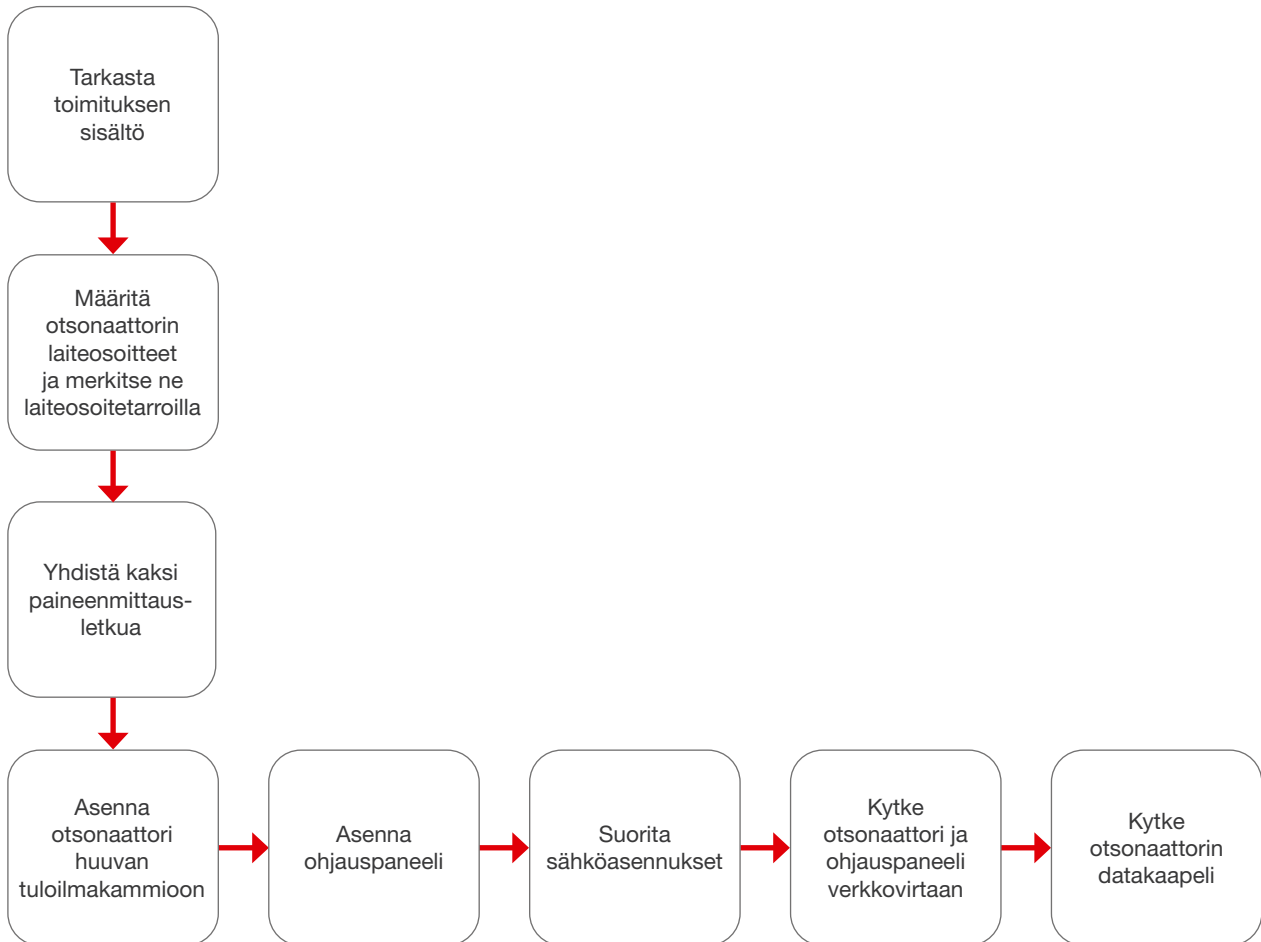 Tarkasta
toimituksen
sisältö
Määritä
otsonaattorin
laiteosoitteet
ja merkitse ne
laiteosoitetarroilla
Yhdistä kaksi
paineenmittaus-
letkua
Asenna
otsonaattori
huuvan
tuloilmakammioon
Asenna
ohjauspaneeli
Suorita
sähköasennukset
Kytke
otsonaattori ja
ohjauspaneeli
verkkovirtaan
Kytke
otsonaattorin
datakaapeli